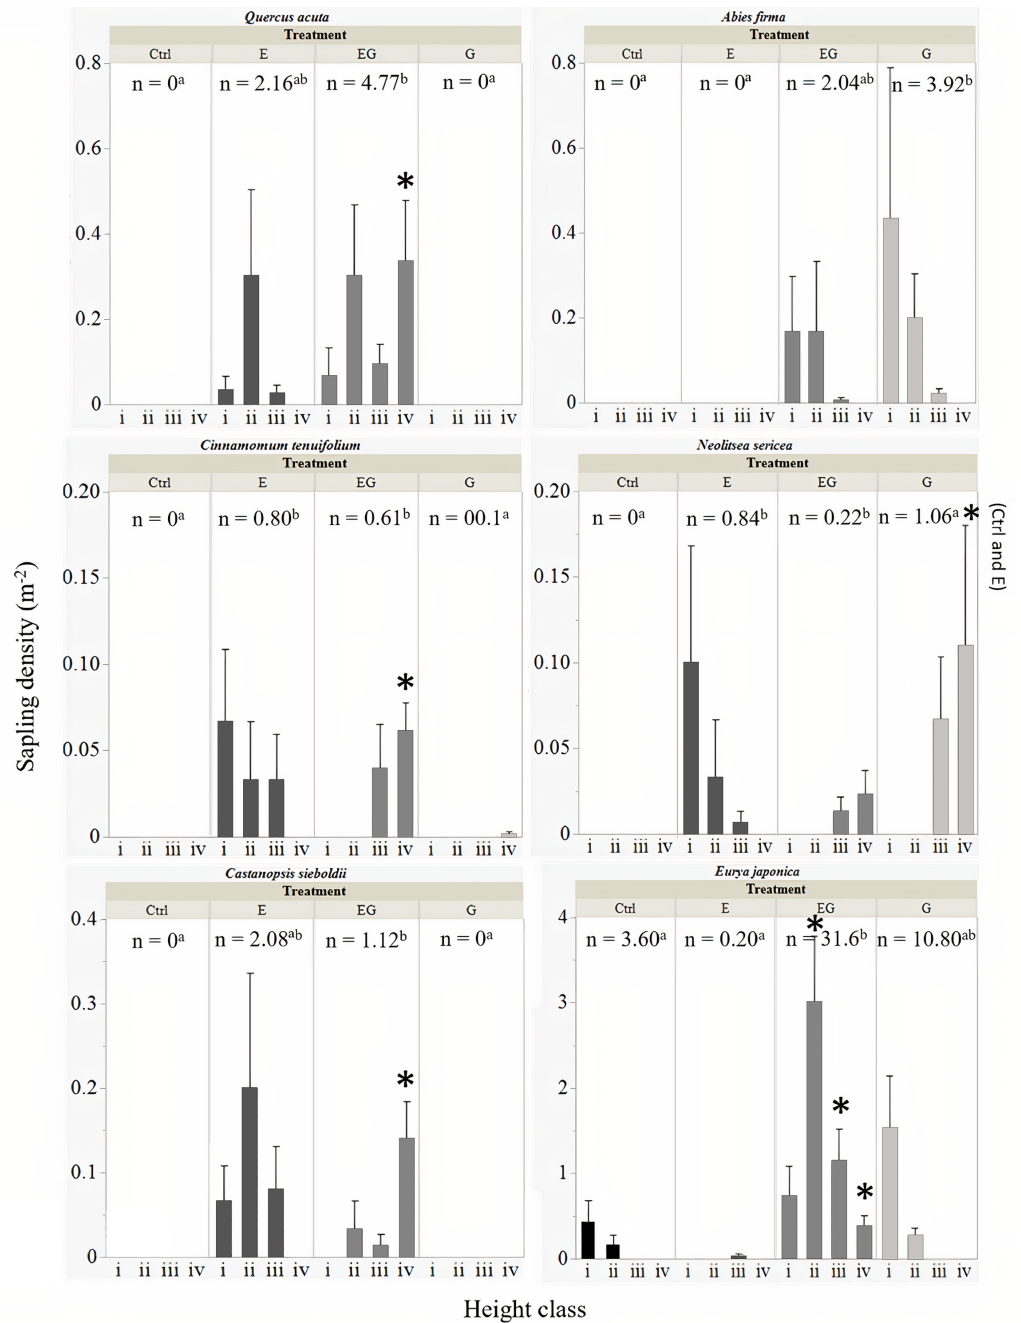 Quercus acuta
Treatment
Ctrl E EG G
n = 0a n = 2.16ab n = 4.77b n = 0a
0.8
0.6
*
0.4
0.2
0
i ii iii iv i ii iii iv i ii iii iv i ii iii iv
Abies firma
Treatment
Ctrl E EG G
n = 0a n = 0a n = 2.04ab n = 3.92b
0.8
0.6
0.4
0.2
0
i ii iii iv i ii iii iv i ii iii iv i ii iii iv
Cinnamomum tenuifolium
Treatment
Ctrl E EG G
n = 0a n = 0.80b n = 0.61b n = 00.1a
0.20
0.15
0.10
*
0.05
0
i ii iii iv i ii iii iv i ii iii iv i ii iii iv
Neolitsea sericea
Treatment
Ctrl E EG G
n = 0a n = 0.84b n = 0.22b n = 1.06a *
(Ctrl and E)
0.20
0.15
0.10
0.05
0
i ii iii iv i ii iii iv i ii iii iv i ii iii iv
Castanopsis sieboldii
Treatment
Ctrl E EG G
n = 0a n = 2.08ab n = 1.12b n = 0a
0.4
0.3
0.2
*
0.1
0
i ii iii iv i ii iii iv i ii iii iv i ii iii iv
Eurya japonica
Treatment
Ctrl E EG G
*
n = 3.60a n = 0.20a n = 31.6b n = 10.80ab
4
3
2
*
1
*
0
i ii iii iv i ii iii iv i ii iii iv i ii iii iv
Sapling density (m-2)
Height class